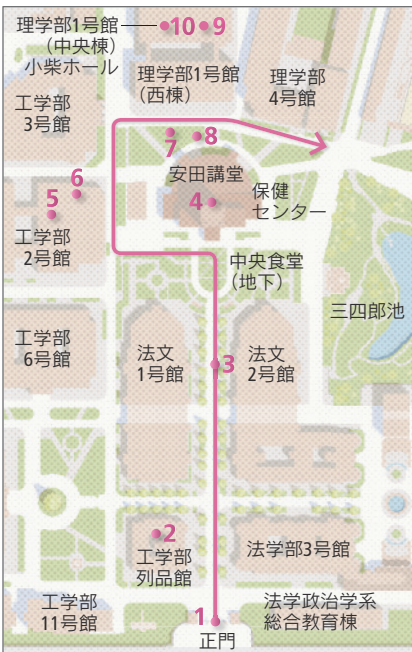 理学部1号館
（中央棟）
小柴ホール
10
9
理学部1号館
（西棟）
理学部
4号館
工学部
3号館
7
8
安田講堂
4
保健
センター
6
5
工学部
2号館
中央食堂
（地下）
三四郎池
工学部
6号館
法文
1号館
3
法文
2号館
2
工学部
列品館
法学部3号館
工学部
11号館
1
正門
法学政治学系
総合教育棟